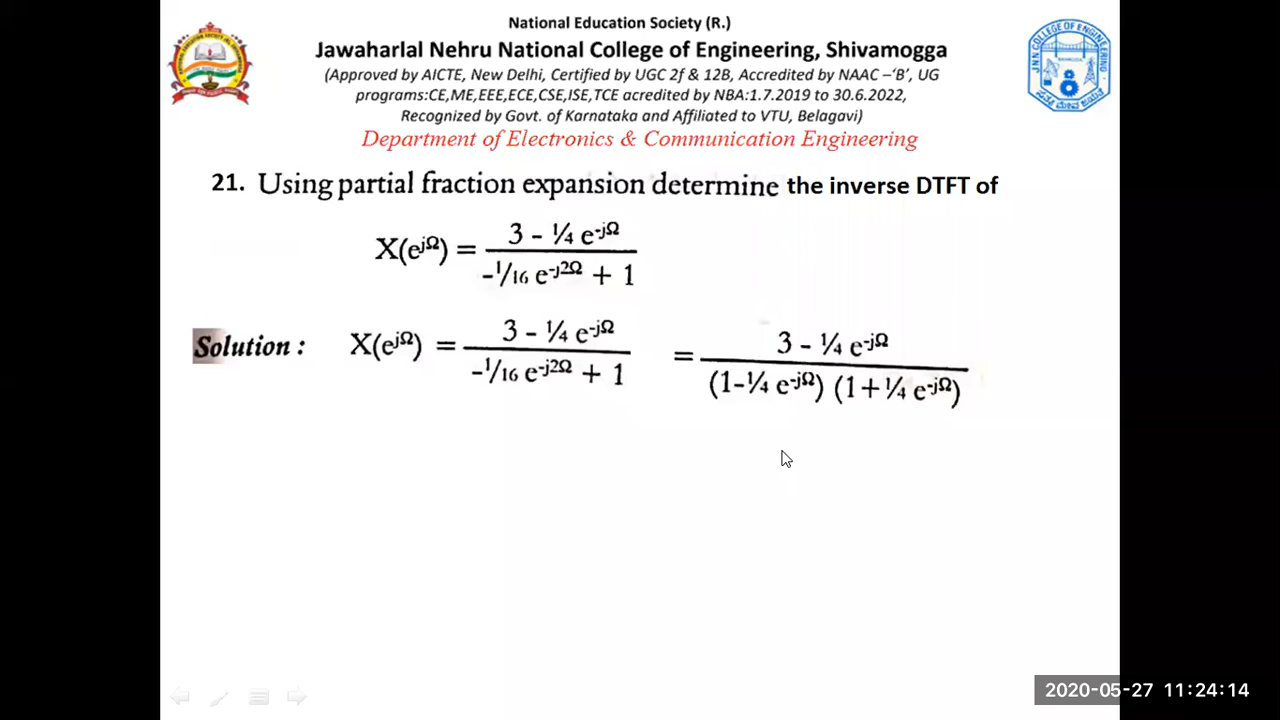 National Education Society (R.)
Jawaharlal Nehru National College of Engineering, Shivamogga
(Approved by AICTE, New Delhi, Certified by UGC 2f & 12B, Accredited by NAAC –‘B’, UG
programs:CE,ME,EEE,ECE,CSE,ISE,TCE acredited by NBA:1.7.2019 to 30.6.2022,
Recognized by Govt. of Karnataka and Affiliated to VTU, Belagavi)
Department of Electronics & Communication Engineering
21. Using partial fraction expansion determine the inverse DTFT of
X(e^jΩ) = (3 - ¼ e^-jΩ) / (-1/16 e^-j2Ω + 1)
Solution : X(e^jΩ) = (3 - ¼ e^-jΩ) / (-1/16 e^-j2Ω + 1) = (3 - ¼ e^-jΩ) / ((1-¼ e^-jΩ) (1+¼ e^-jΩ))
2020-05-27 11:24:14